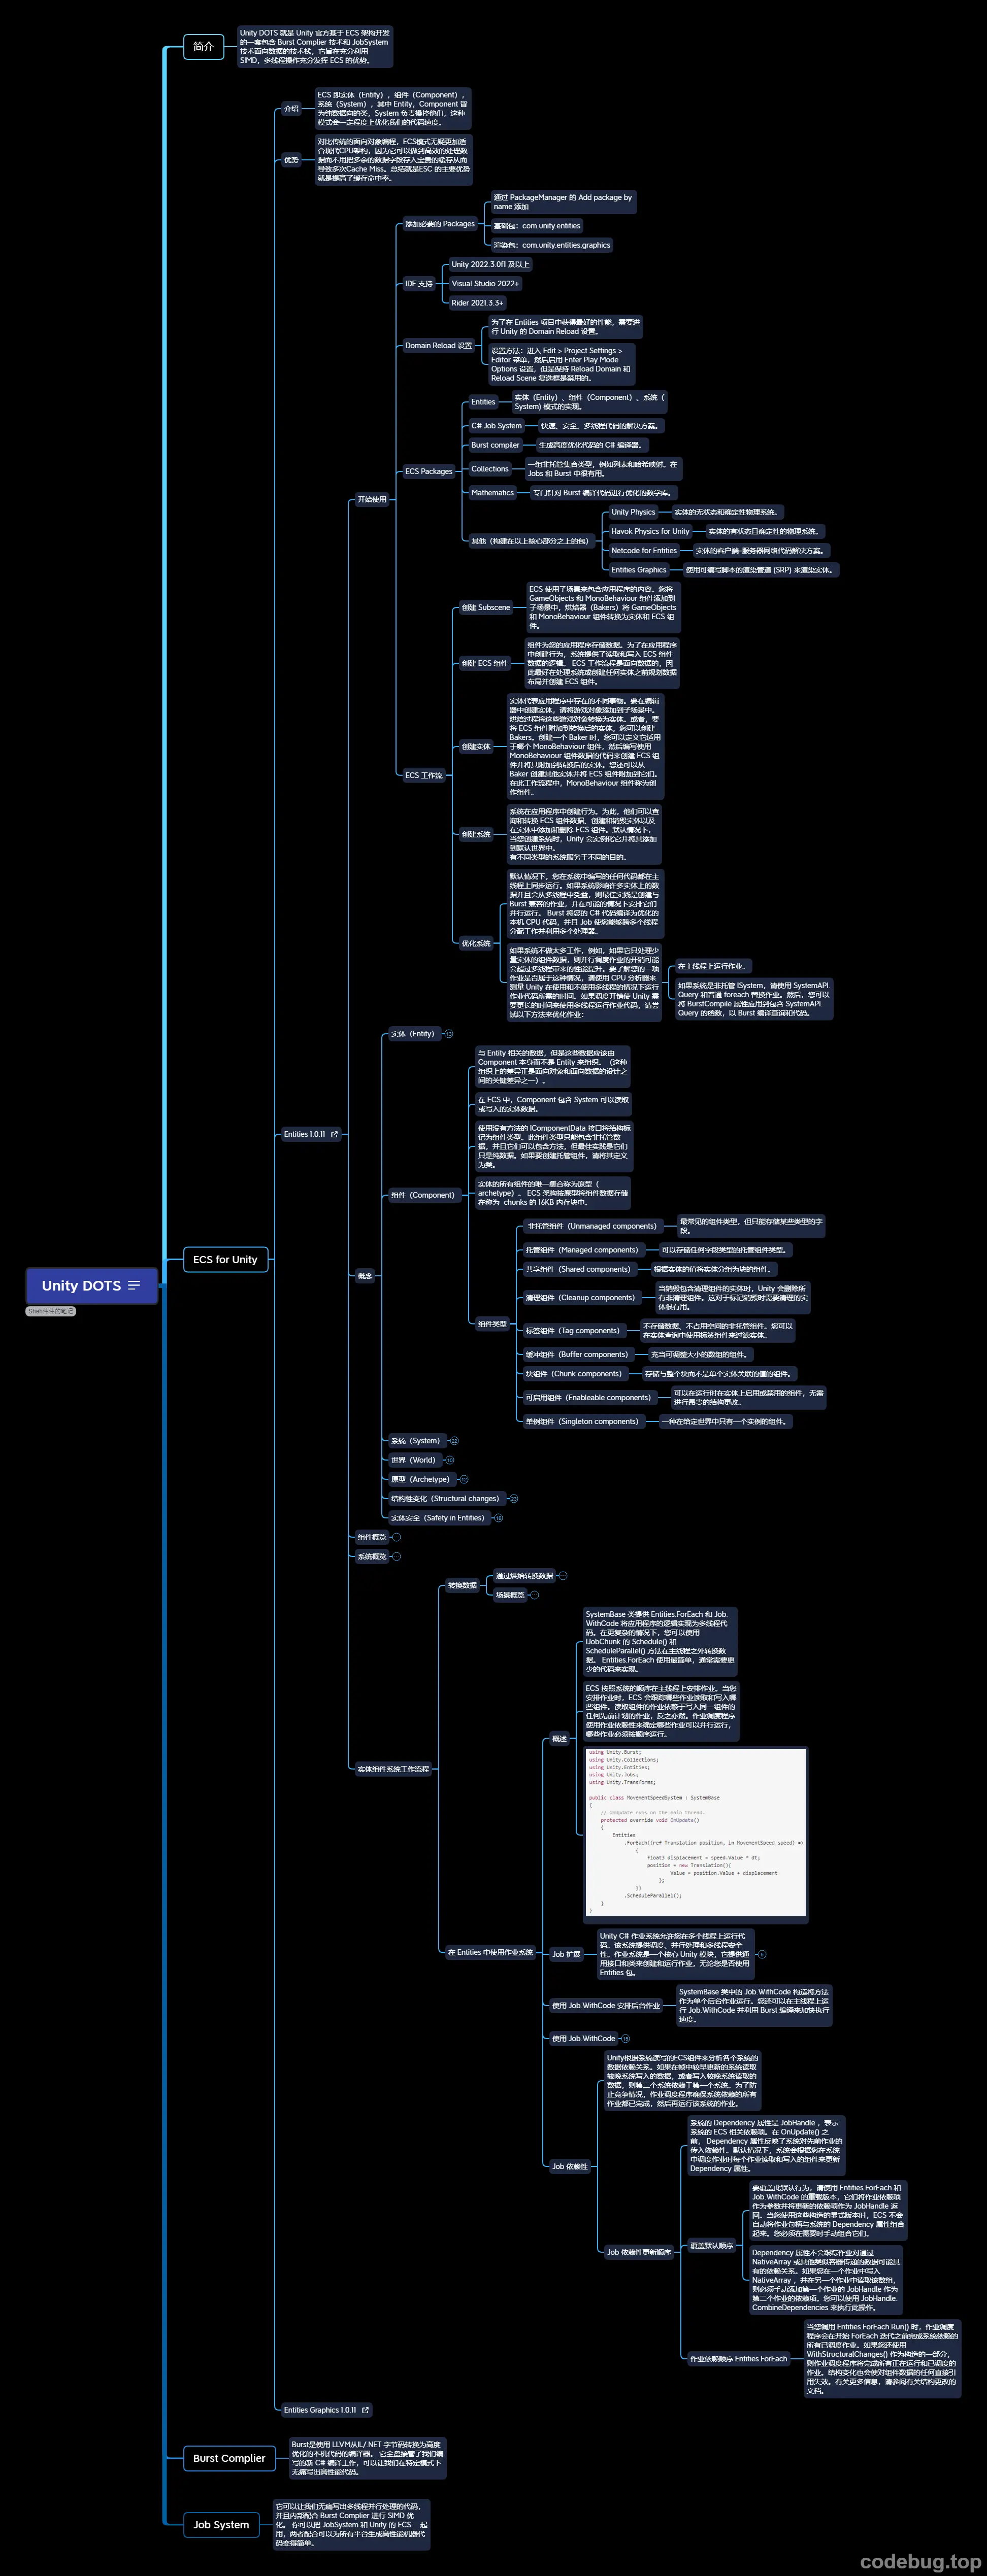 简介
Unity DOTS 就是 Unity 官方基于 ECS 架构开发
的一套包含 Burst Complier 技术和 JobSystem
技术面向数据的技术栈，它旨在充分利用
SIMD，多线程操作充分发挥 ECS 的优势。
介绍
ECS 即实体（Entity），组件（Component），
系统（System），其中 Entity，Component 皆
为纯数据向的类，System 负责操控他们，这种
模式会一定程度上优化我们的代码速度。
优势
对比传统的面向对象编程，ECS模式无疑更加适
合现代CPU架构，因为它可以做到高效的处理数
据而不用把多余的数据字段存入宝贵的缓存从而
导致多次Cache Miss。总结就是ESC 的主要优势
就是提高了缓存命中率。
添加必要的 Packages
通过 PackageManager 的 Add package by
name 添加
基础包：com.unity.entities
渲染包：com.unity.entities.graphics
IDE 支持
Unity 2022.3.0f1 及以上
Visual Studio 2022+
Rider 2021.3.3+
Domain Reload 设置
为了在 Entities 项目中获得最好的性能，需要进
行 Unity 的 Domain Reload 设置。
设置方法：进入 Edit > Project Settings >
Editor 菜单，然后启用 Enter Play Mode
Options 设置，但是保持 Reload Domain 和
Reload Scene 复选框是禁用的。
开始使用
ECS Packages
Entities
实体（Entity）、组件（Component）、系统（
System) 模式的实现。
C# Job System
快速、安全、多线程代码的解决方案。
Burst compiler
生成高度优化代码的 C# 编译器。
Collections
一组非托管集合类型，例如列表和哈希映射。在
Jobs 和 Burst 中很有用。
Mathematics
专门针对 Burst 编译代码进行优化的数学库。
其他（构建在以上核心部分之上的包）
Unity Physics
实体的无状态和确定性物理系统。
Havok Physics for Unity
实体的有状态且确定性的物理系统。
Netcode for Entities
实体的客户端-服务器网络代码解决方案。
Entities Graphics
使用可编写脚本的渲染管道 (SRP) 来渲染实体。
ECS 工作流
创建 Subscene
ECS 使用子场景来包含应用程序的内容。您将
GameObjects 和 MonoBehaviour 组件添加到
子场景中，烘焙器（Bakers）将 GameObjects
和 MonoBehaviour 组件转换为实体和 ECS 组
件。
创建 ECS 组件
组件为您的应用程序存储数据。为了在应用程序
中创建行为，系统提供了读取和写入 ECS 组件
数据的逻辑。 ECS 工作流程是面向数据的，因
此最好在处理系统或创建任何实体之前规划数据
布局并创建 ECS 组件。
创建实体
实体代表应用程序中存在的不同事物。要在编辑
器中创建实体，请将游戏对象添加到子场景中。
烘焙过程将这些游戏对象转换为实体。或者，要
将 ECS 组件附加到转换后的实体，您可以创建
Bakers。创建一个 Baker 时，您可以定义它适用
于哪个 MonoBehaviour 组件，然后编写使用
MonoBehaviour 组件数据的代码来创建 ECS 组
件并将其附加到转换后的实体。您还可以从
Baker 创建其他实体并将 ECS 组件附加到它们。
在此工作流程中，MonoBehaviour 组件称为创
作组件。
创建系统
系统在应用程序中创建行为。为此，他们可以查
询和转换 ECS 组件数据、创建和销毁实体以及
在实体中添加和删除 ECS 组件。默认情况下，
当您创建系统时，Unity 会实例化它并将其添加
到默认世界中。
有不同类型的系统服务于不同的目的。
优化系统
默认情况下，您在系统中编写的任何代码都在主
线程上同步运行。如果系统影响许多实体上的数
据并且会从多线程中受益，则最佳实践是创建与
Burst 兼容的作业，并在可能的情况下安排它们
并行运行。 Burst 将您的 C# 代码编译为优化的
本机 CPU 代码，并且 Job 使您能够跨多个线程
分配工作并利用多个处理器。
如果系统不做太多工作，例如，如果它只处理少
量实体的组件数据，则并行调度作业的开销可能
会超过多线程带来的性能提升。要了解您的一项
作业是否属于这种情况，请使用 CPU 分析器来
测量 Unity 在使用和不使用多线程的情况下运行
作业代码所需的时间。如果调度开销使 Unity 需
要更长的时间来使用多线程运行作业代码，请尝
试以下方法来优化作业：
在主线程上运行作业。
如果系统是非托管 ISystem，请使用 SystemAPI.
Query 和普通 foreach 替换作业。然后，您可以
将 BurstCompile 属性应用到包含 SystemAPI.
Query 的函数，以 Burst 编译查询和代码。
Entities 1.0.11
概念
实体（Entity）
13
组件（Component）
与 Entity 相关的数据，但是这些数据应该由
Component 本身而不是 Entity 来组织。（这种
组织上的差异正是面向对象和面向数据的设计之
间的关键差异之一）。
在 ECS 中，Component 包含 System 可以读取
或写入的实体数据。
使用没有方法的 IComponentData 接口将结构标
记为组件类型。此组件类型只能包含非托管数
据，并且它们可以包含方法，但最佳实践是它们
只是纯数据。如果要创建托管组件，请将其定义
为类。
实体的所有组件的唯一集合称为原型（
archetype）。 ECS 架构按原型将组件数据存储
在称为 chunks 的 16KB 内存块中。
组件类型
非托管组件（Unmanaged components）
最常见的组件类型，但只能存储某些类型的字
段。
托管组件（Managed components）
可以存储任何字段类型的托管组件类型。
共享组件（Shared components）
根据实体的值将实体分组为块的组件。
清理组件（Cleanup components）
当销毁包含清理组件的实体时，Unity 会删除所
有非清理组件。这对于标记销毁时需要清理的实
体很有用。
标签组件（Tag components）
不存储数据、不占用空间的非托管组件。您可以
在实体查询中使用标签组件来过滤实体。
缓冲组件（Buffer components）
充当可调整大小的数组的组件。
块组件（Chunk components）
存储与整个块而不是单个实体关联的值的组件。
可启用组件（Enableable components）
可以在运行时在实体上启用或禁用的组件，无需
进行昂贵的结构更改。
单例组件（Singleton components）
一种在给定世界中只有一个实例的组件。
系统（System）
22
世界（World）
10
原型（Archetype）
12
结构性变化（Structural changes）
23
实体安全（Safety in Entities）
18
ECS for Unity
Unity DOTS
组件概览
系统概览
实体组件系统工作流程
转换数据
通过烘焙转换数据
场景概览
在 Entities 中使用作业系统
概述
SystemBase 类提供 Entities.ForEach 和 Job.
WithCode 将应用程序的逻辑实现为多线程代
码。在更复杂的情况下，您可以使用
IJobChunk 的 Schedule() 和
ScheduleParallel() 方法在主线程之外转换数
据。 Entities.ForEach 使用最简单，通常需要更
少的代码来实现。
ECS 按照系统的顺序在主线程上安排作业。当您
安排作业时，ECS 会跟踪哪些作业读取和写入哪
些组件。读取组件的作业依赖于写入同一组件的
任何先前计划的作业，反之亦然。作业调度程序
使用作业依赖性来确定哪些作业可以并行运行，
哪些作业必须按顺序运行。
using Unity.Burst;
using Unity.Collections;
using Unity.Entities;
using Unity.Jobs;
using Unity.Transforms;
public class MovementSpeedSystem : SystemBase
{
// OnUpdate runs on the main thread.
protected override void OnUpdate()
{
Entities
.ForEach((ref Translation position, in MovementSpeed speed) =>
{
float3 displacement = speed.Value * dt;
position = new Translation(){
Value = position.Value + displacement
};
})
.ScheduleParallel();
}
}
Job 扩展
Unity C# 作业系统允许您在多个线程上运行代
码。该系统提供调度、并行处理和多线程安全
性。作业系统是一个核心 Unity 模块，它提供通
用接口和类来创建和运行作业，无论您是否使用
Entities 包。
使用 Job.WithCode 安排后台作业
SystemBase 类中的 Job.WithCode 构造将方法
作为单个后台作业运行。您还可以在主线程上运
行 Job.WithCode 并利用 Burst 编译来加快执行
速度。
使用 Job.WithCode
15
Job 依赖性
Unity根据系统读写的ECS组件来分析各个系统的
数据依赖关系。如果在帧中较早更新的系统读取
较晚系统写入的数据，或者写入较晚系统读取的
数据，则第二个系统依赖于第一个系统。为了防
止竞争情况，作业调度程序确保系统依赖的所有
作业都已完成，然后再运行该系统的作业。
Job 依赖性更新顺序
系统的 Dependency 属性是 JobHandle ，表示
系统的 ECS 相关依赖项。在 OnUpdate() 之
前， Dependency 属性反映了系统对先前作业的
传入依赖性。默认情况下，系统会根据您在系统
中调度作业时每个作业读取和写入的组件来更新
Dependency 属性。
覆盖默认顺序
要覆盖此默认行为，请使用 Entities.ForEach 和
Job.WithCode 的重载版本，它们将作业依赖项
作为参数并将更新的依赖项作为 JobHandle 返
回。当您使用这些构造的显式版本时，ECS 不会
自动将作业句柄与系统的 Dependency 属性组合
起来。您必须在需要时手动组合它们。
Dependency 属性不会跟踪作业对通过
NativeArray 或其他类似容器传递的数据可能具
有的依赖关系。如果您在一个作业中写入
NativeArray ，并在另一个作业中读取该数组，
则必须手动添加第一个作业的 JobHandle 作为
第二个作业的依赖项。您可以使用 JobHandle.
CombineDependencies 来执行此操作。
作业依赖顺序 Entities.ForEach
当您调用 Entities.ForEach.Run() 时，作业调度
程序会在开始 ForEach 迭代之前完成系统依赖的
所有已调度作业。如果您还使用
WithStructuralChanges() 作为构造的一部分，
则作业调度程序将完成所有正在运行和已调度的
作业。结构变化也会使对组件数据的任何直接引
用失效。有关更多信息，请参阅有关结构更改的
文档。
Entities Graphics 1.0.11
Burst Complier
Burst是使用 LLVM从IL/.NET 字节码转换为高度
优化的本机代码的编译器。 它全盘接管了我们编
写的新 C# 编译工作，可以让我们在特定模式下
无痛写出高性能代码。
Job System
它可以让我们无痛写出多线程并行处理的代码，
并且内部配合 Burst Complier 进行 SIMD 优
化。 你可以把 JobSystem 和 Unity 的 ECS 一起
用，两者配合可以为所有平台生成高性能机器代
码变得简单。
codebug.top